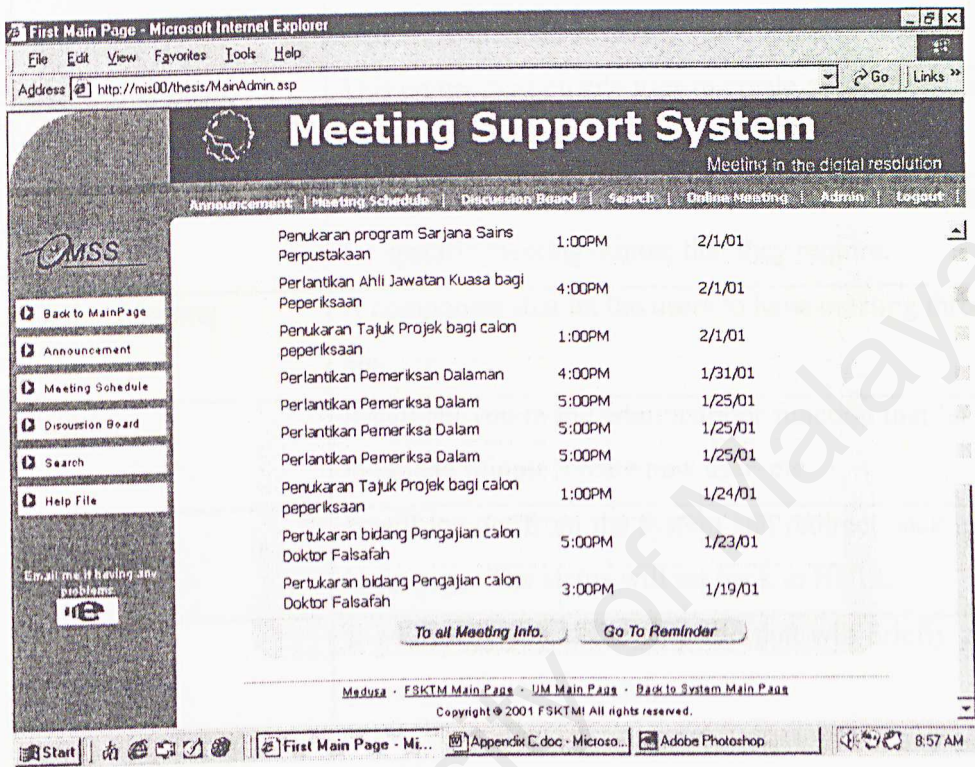 First Main Page - Microsoft Internet Explorer
File Edit View Favorites Tools Help
Address http://mis00/thesis/MainAdmin.asp Go Links »
Meeting Support System
Meeting in the digital resolution
Announcement | Meeting Schedule | Discussion Board | Search | Online Meeting | Admin | Logout
MSS
Back to MainPage
Announcement
Meeting Schedule
Discussion Board
Search
Help File
Email me if having any
problems.
Penukaran program Sarjana Sains
Perpustakaan 1:00PM 2/1/01
Perlantikan Ahli Jawatan Kuasa bagi
Peperiksaan 4:00PM 2/1/01
Penukaran Tajuk Projek bagi calon
peperiksaan 1:00PM 2/1/01
Perlantikan Pemeriksan Dalaman 4:00PM 1/31/01
Perlantikan Pemeriksa Dalam 5:00PM 1/25/01
Perlantikan Pemeriksa Dalam 5:00PM 1/25/01
Perlantikan Pemeriksa Dalam 5:00PM 1/25/01
Penukaran Tajuk Projek bagi calon
peperiksaan 1:00PM 1/24/01
Pertukaran bidang Pengajian calon
Doktor Falsafah 5:00PM 1/23/01
Pertukaran bidang Pengajian calon
Doktor Falsafah 3:00PM 1/19/01
To all Meeting Info. Go To Reminder
Medusa · FSKTM Main Page · UM Main Page · Back to System Main Page
Copyright © 2001 FSKTM! All rights reserved.
Start First Main Page - Mi... Appendix C.doc - Microso... Adobe Photoshop 8:57 AM
of Malaya